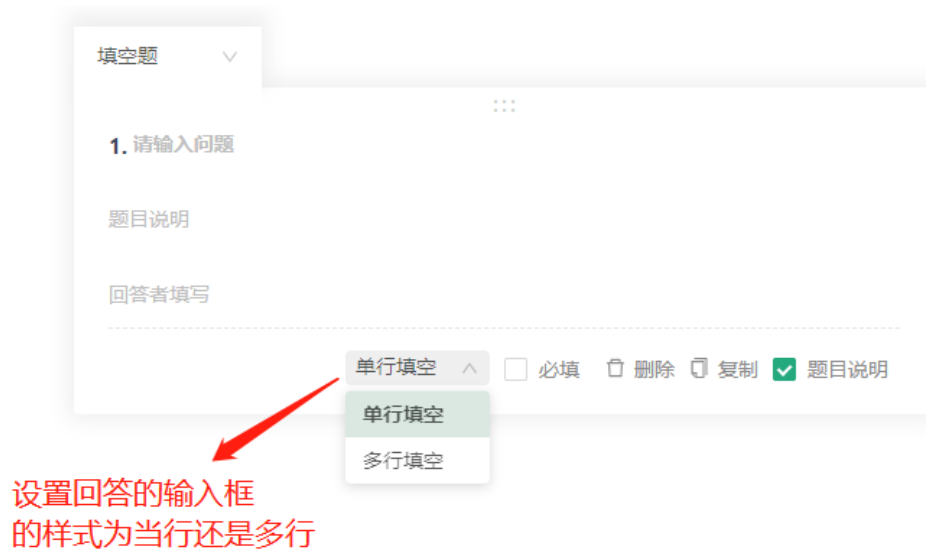 填空题
1. 请输入问题
题目说明
回答者填写
单行填空 必填 删除 复制 题目说明
单行填空
多行填空
设置回答的输入框
的样式为当行还是多行